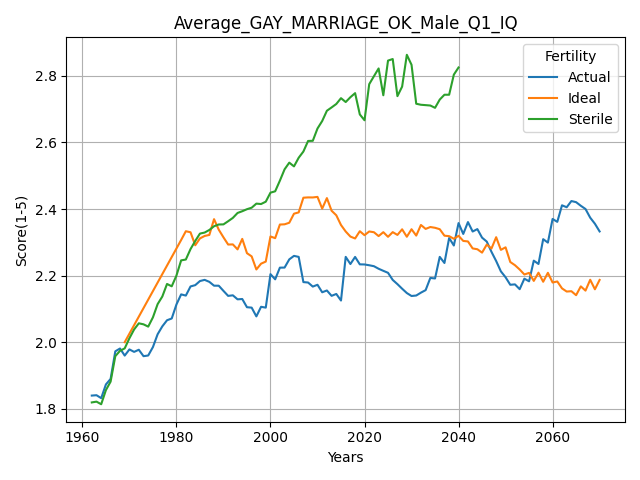 Average_GAY_MARRIAGE_OK_Male_Q1_IQ
Score(1-5)
2.8
2.6
2.4
2.2
2.0
1.8
1960
1980
2000
2020
2040
2060
Years
Fertility
Actual
Ideal
Sterile